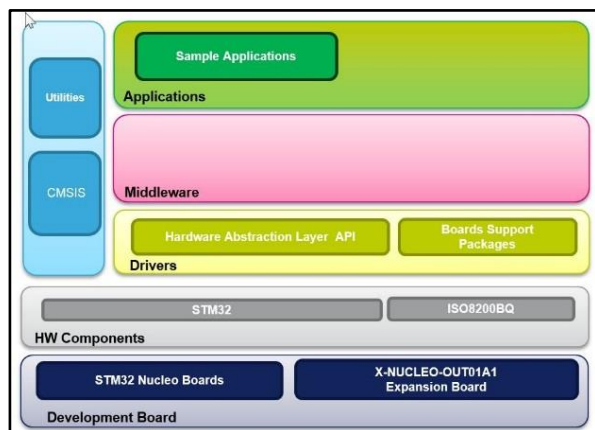 Sample Applications
Utilities
Applications
CMSIS
Middleware
Hardware Abstraction Layer API
Boards Support
Packages
Drivers
STM32
ISO8200BQ
HW Components
STM32 Nucleo Boards
X-NUCLEO-OUT01A1
Expansion Board
Development Board